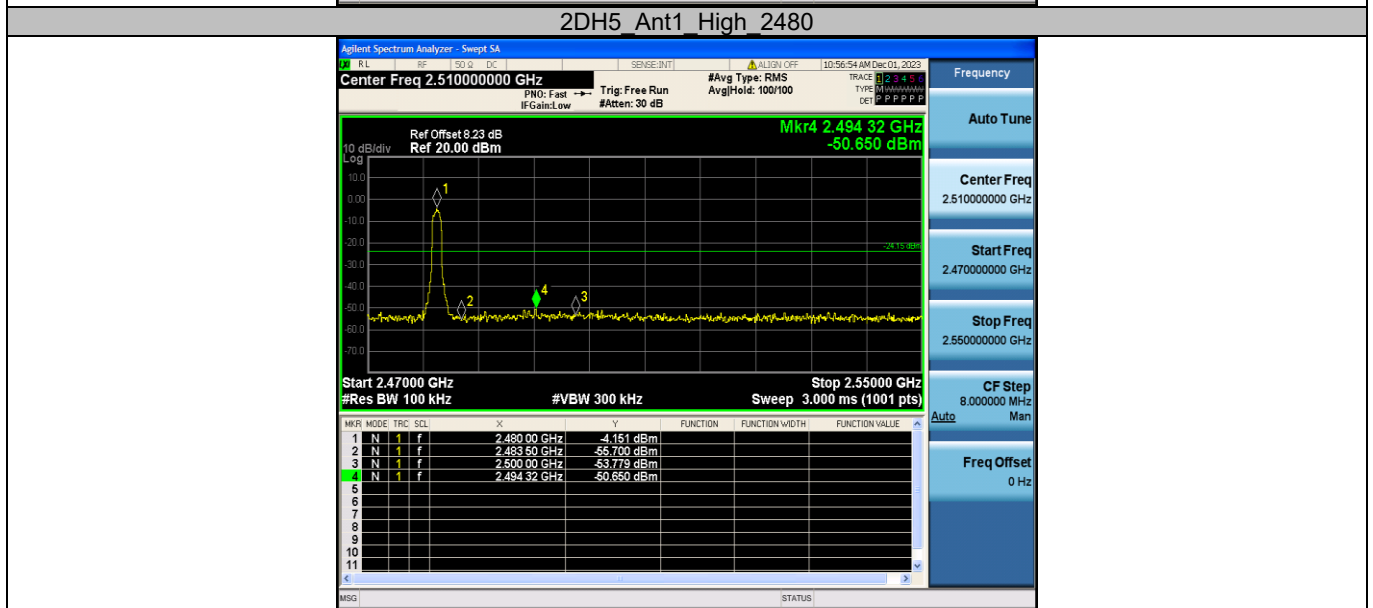 2DH5_Ant1_High_2480
Agilent Spectrum Analyzer - Swept SA
RL RF 50 Ω DC SENSE:INT ALIGN OFF 10:56:54 AM Dec 01, 2023
Center Freq 2.510000000 GHz
PNO: Fast
IFGain:Low
Trig: Free Run
#Atten: 30 dB
#Avg Type: RMS
Avg|Hold: 100/100
TRACE 1 2 3 4 5 6
TYPE M
DET P P P P P P
Frequency
Auto Tune
Center Freq
2.510000000 GHz
Start Freq
2.470000000 GHz
Stop Freq
2.550000000 GHz
CF Step
8.000000 MHz
Auto Man
Freq Offset
0 Hz
Mkr4 2.494 32 GHz
-50.650 dBm
Ref Offset 8.23 dB
10 dB/div Ref 20.00 dBm
Log
10.0
0.00
-10.0
-20.0
-30.0
-40.0
-50.0
-60.0
-70.0
-24.15 dBm
1
2
4
3
Start 2.47000 GHz Stop 2.55000 GHz
#Res BW 100 kHz #VBW 300 kHz Sweep 3.000 ms (1001 pts)
MKR MODE TRC SCL X Y FUNCTION FUNCTION WIDTH FUNCTION VALUE
1 N 1 f 2.480 00 GHz -4.151 dBm
2 N 1 f 2.483 50 GHz -55.700 dBm
3 N 1 f 2.500 00 GHz -53.779 dBm
4 N 1 f 2.494 32 GHz -50.650 dBm
5
6
7
8
9
10
11
MSG STATUS